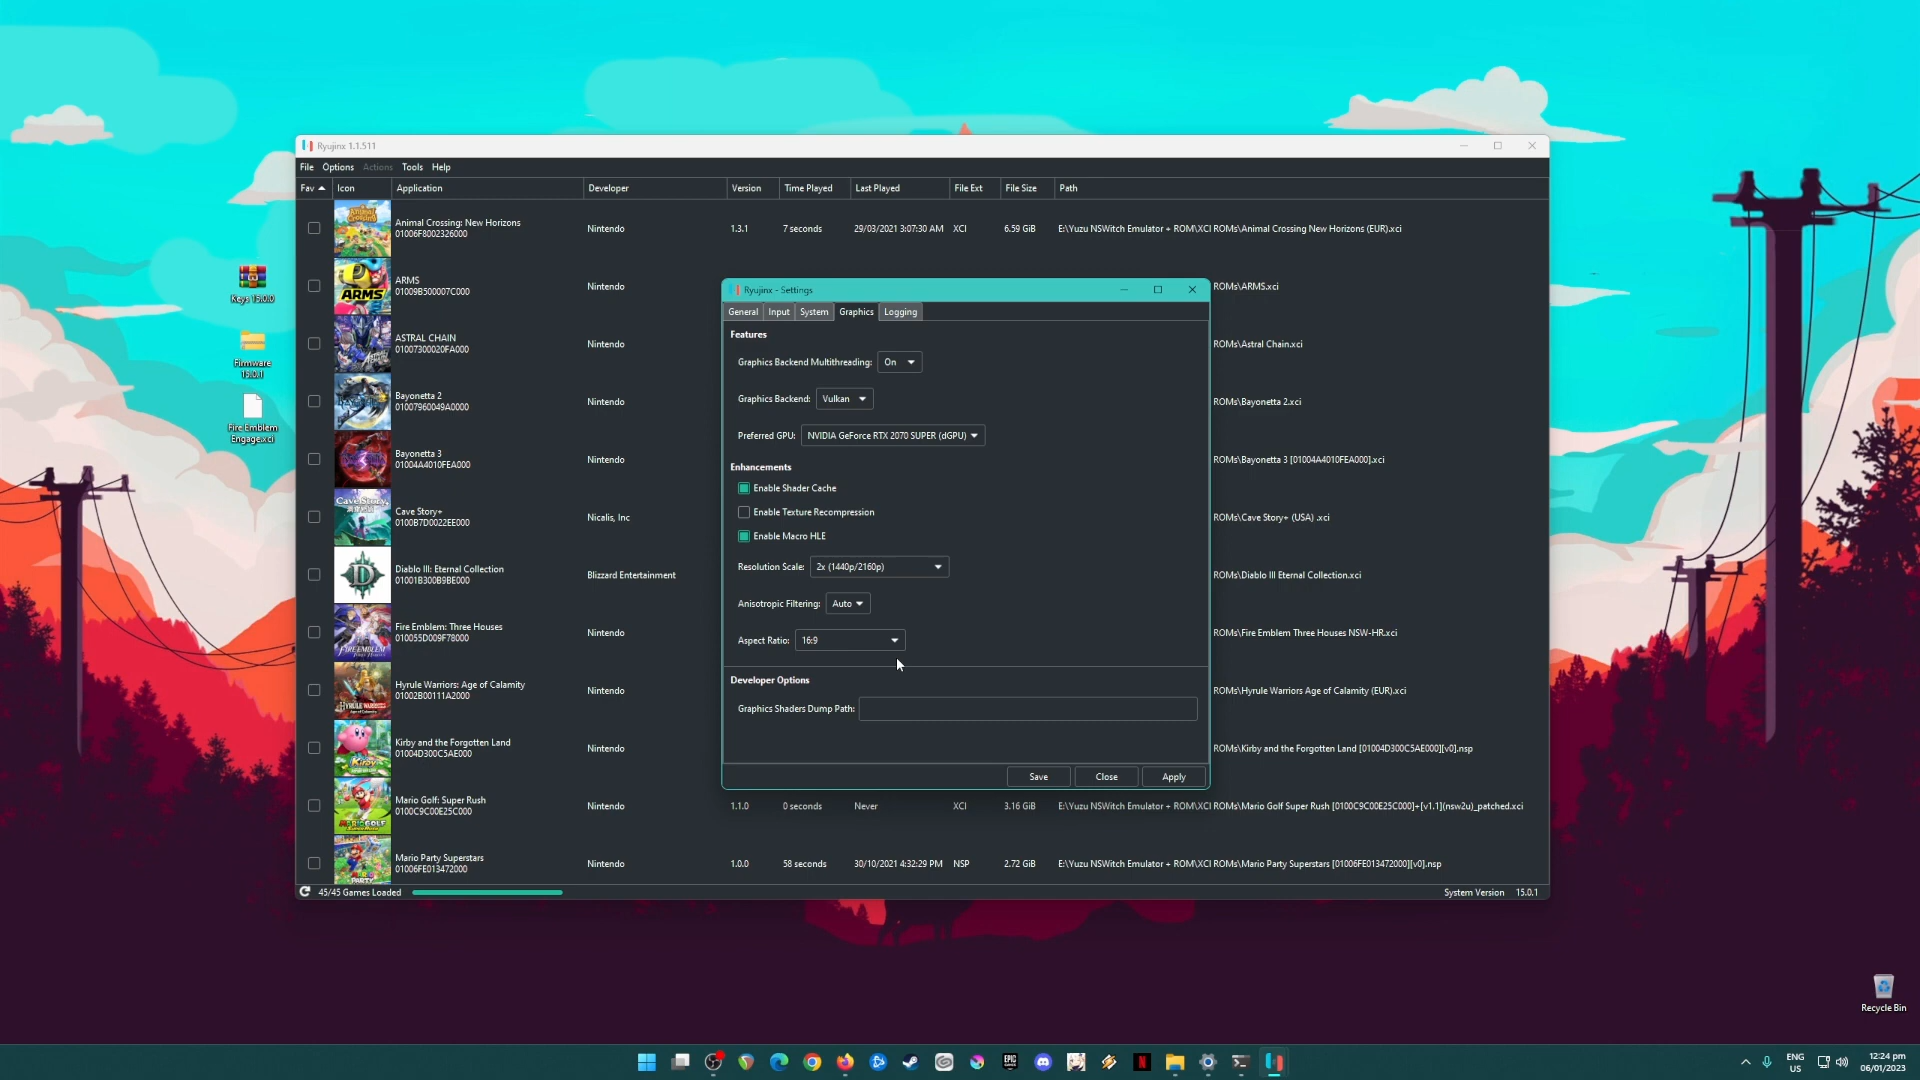 Ryujinx 1.1.511
File Options Actions Tools Help
Fav Icon Application Developer Version Time Played Last Played File Ext File Size Path
Animal Crossing: New Horizons
01006F8002326000
Nintendo 1.3.1 7 seconds 29/03/2021 3:07:30 AM XCI 6.59 GiB E:\Yuzu NSWitch Emulator + ROM\XCI ROMs\Animal Crossing New Horizons (EUR).xci
ARMS
01009B500007C000
Nintendo ROMs\ARMS.xci
ASTRAL CHAIN
01007300020FA000
Nintendo ROMs\Astral Chain.xci
Bayonetta 2
01007960049A0000
Nintendo ROMs\Bayonetta 2.xci
Bayonetta 3
01004A4010FEA000
Nintendo ROMs\Bayonetta 3 [01004A4010FEA000].xci
Cave Story+
0100B7D0022EE000
Nicalis, Inc ROMs\Cave Story+ (USA) .xci
Diablo III: Eternal Collection
01001B300B9BE000
Blizzard Entertainment ROMs\Diablo III Eternal Collection.xci
Fire Emblem: Three Houses
010055D009F78000
Nintendo ROMs\Fire Emblem Three Houses NSW-HR.xci
Hyrule Warriors: Age of Calamity
01002B00111A2000
Nintendo ROMs\Hyrule Warriors Age of Calamity (EUR).xci
Kirby and the Forgotten Land
01004D300C5AE000
Nintendo ROMs\Kirby and the Forgotten Land [01004D300C5AE000][v0].nsp
Mario Golf: Super Rush
0100C9C00E25C000
Nintendo 1.1.0 0 seconds Never XCI 3.16 GiB E:\Yuzu NSWitch Emulator + ROM\XCI ROMs\Mario Golf Super Rush [0100C9C00E25C000]+[v1.1](nsw2u)_patched.xci
Mario Party Superstars
01006FE013472000
Nintendo 1.0.0 58 seconds 30/10/2021 4:32:29 PM NSP 2.72 GiB E:\Yuzu NSWitch Emulator + ROM\XCI ROMs\Mario Party Superstars [01006FE013472000][v0].nsp
45/45 Games Loaded
System Version 15.0.1
Ryujinx - Settings
General Input System Graphics Logging
Features
Graphics Backend Multithreading: On
Graphics Backend: Vulkan
Preferred GPU: NVIDIA GeForce RTX 2070 SUPER (dGPU)
Enhancements
Enable Shader Cache
Enable Texture Recompression
Enable Macro HLE
Resolution Scale: 2x (1440p/2160p)
Anisotropic Filtering: Auto
Aspect Ratio: 16:9
Developer Options
Graphics Shaders Dump Path:
Save Close Apply
Keys 15.0.0
Firmware
15.0.1
Fire Emblem
Engage.xci
ARMS
Recycle Bin
ENG
US
12:24 pm
06/01/2023